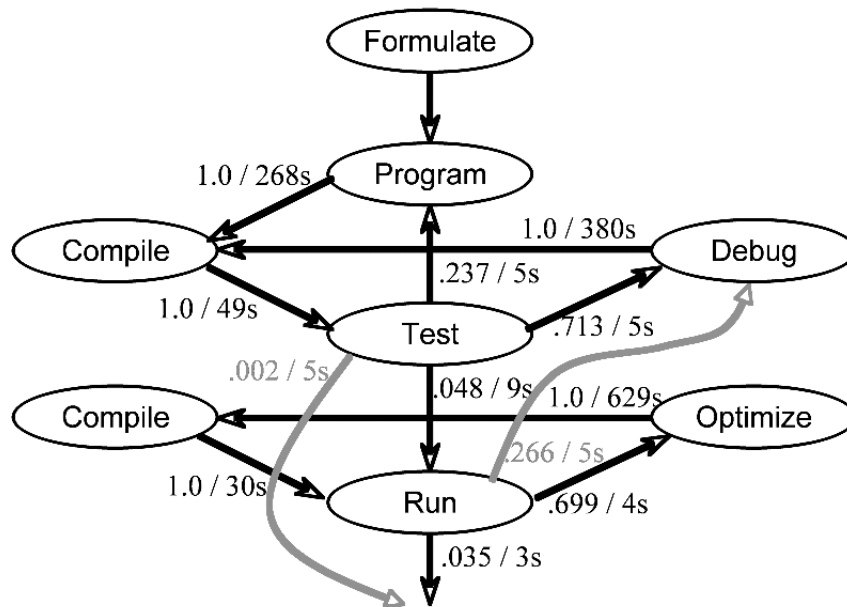 Formulate
1.0 / 268s
Program
Compile
1.0 / 380s
Debug
.237 / 5s
1.0 / 49s
Test
.713 / 5s
.002 / 5s
.048 / 9s
1.0 / 629s
Compile
Optimize
.266 / 5s
1.0 / 30s
Run
.699 / 4s
.035 / 3s